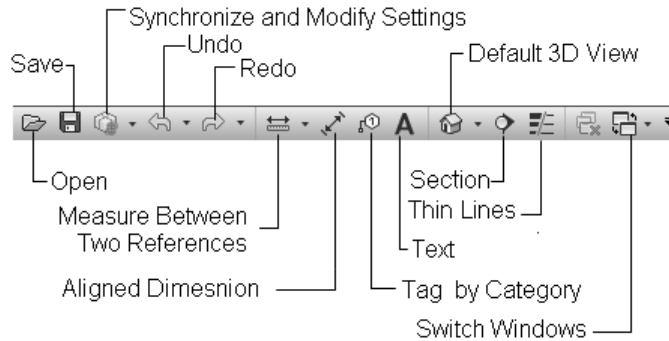 Synchronize and Modify Settings
Undo
Save
Redo
Default 3D View
1
A
Open
Section
Measure Between
Two References
Thin Lines
Text
Aligned Dimesnion
Tag by Category
Switch Windows